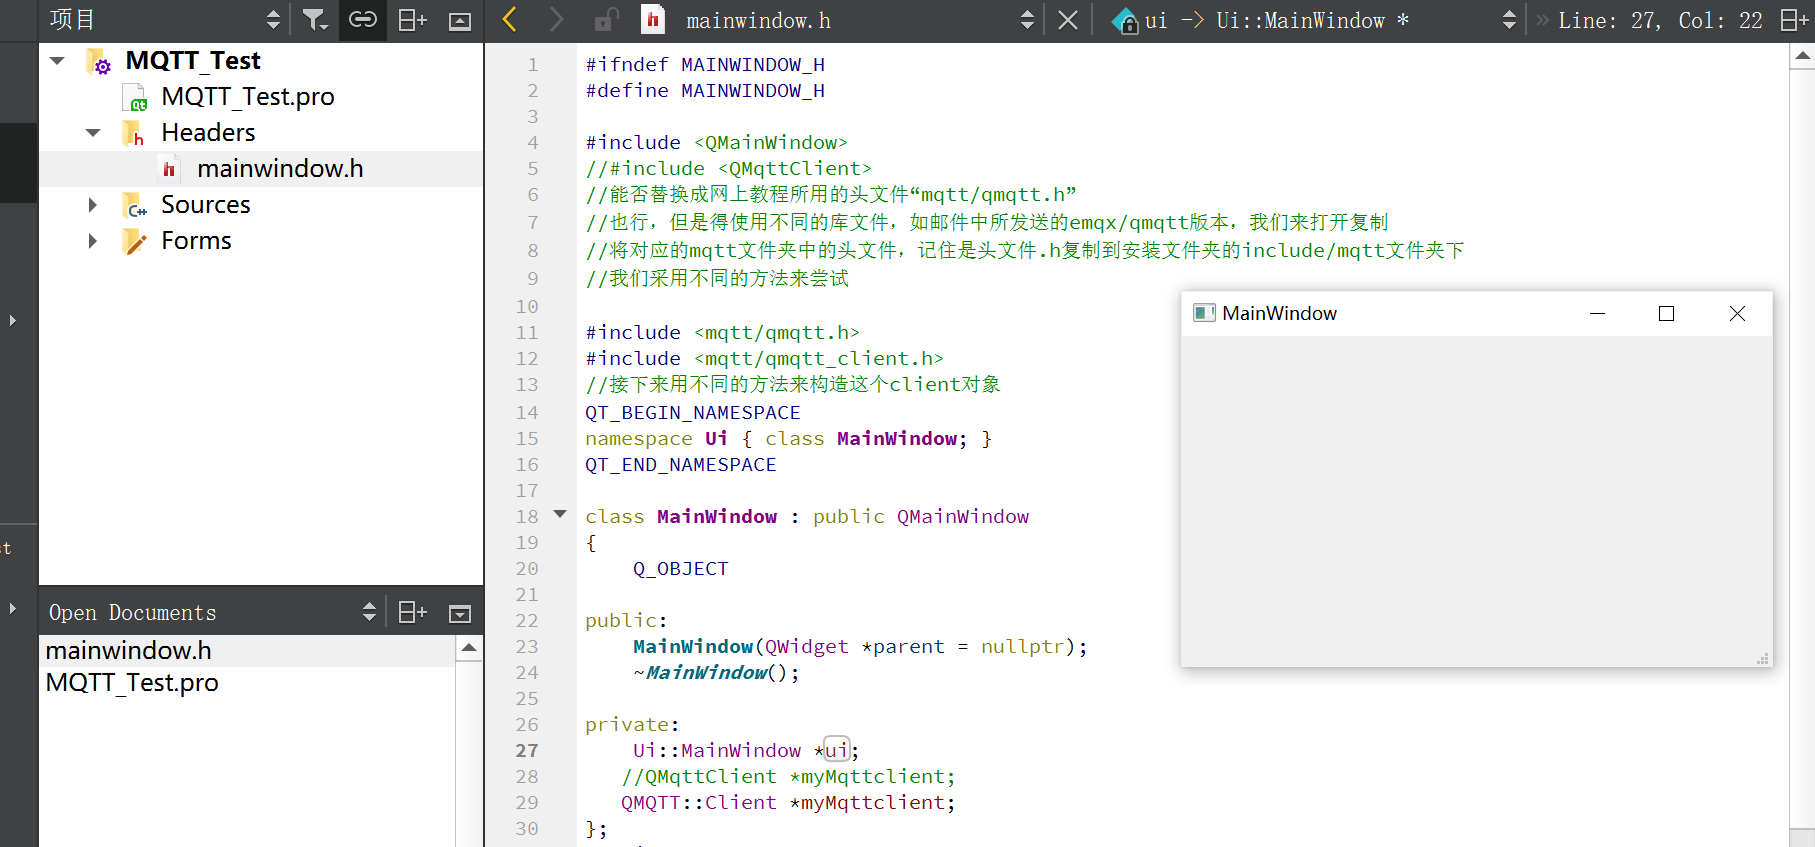 项目
mainwindow.h
ui -> Ui::MainWindow *
» Line: 27, Col: 22
MQTT_Test
MQTT_Test.pro
Headers
mainwindow.h
Sources
Forms
st
Open Documents
mainwindow.h
MQTT_Test.pro
1 #ifndef MAINWINDOW_H
2 #define MAINWINDOW_H
3
4 #include <QMainWindow>
5 //#include <QMqttClient>
6 //能否替换成网上教程所用的头文件“mqtt/qmqtt.h”
7 //也行，但是得使用不同的库文件，如邮件中所发送的emqx/qmqtt版本，我们来打开复制
8 //将对应的mqtt文件夹中的头文件，记住是头文件.h复制到安装文件夹的include/mqtt文件夹下
9 //我们采用不同的方法来尝试
10
11 #include <mqtt/qmqtt.h>
12 #include <mqtt/qmqtt_client.h>
13 //接下来用不同的方法来构造这个client对象
14 QT_BEGIN_NAMESPACE
15 namespace Ui { class MainWindow; }
16 QT_END_NAMESPACE
17
18 class MainWindow : public QMainWindow
19 {
20 Q_OBJECT
21
22 public:
23 MainWindow(QWidget *parent = nullptr);
24 ~MainWindow();
25
26 private:
27 Ui::MainWindow *ui;
28 //QMqttClient *myMqttclient;
29 QMQTT::Client *myMqttclient;
30 };
MainWindow